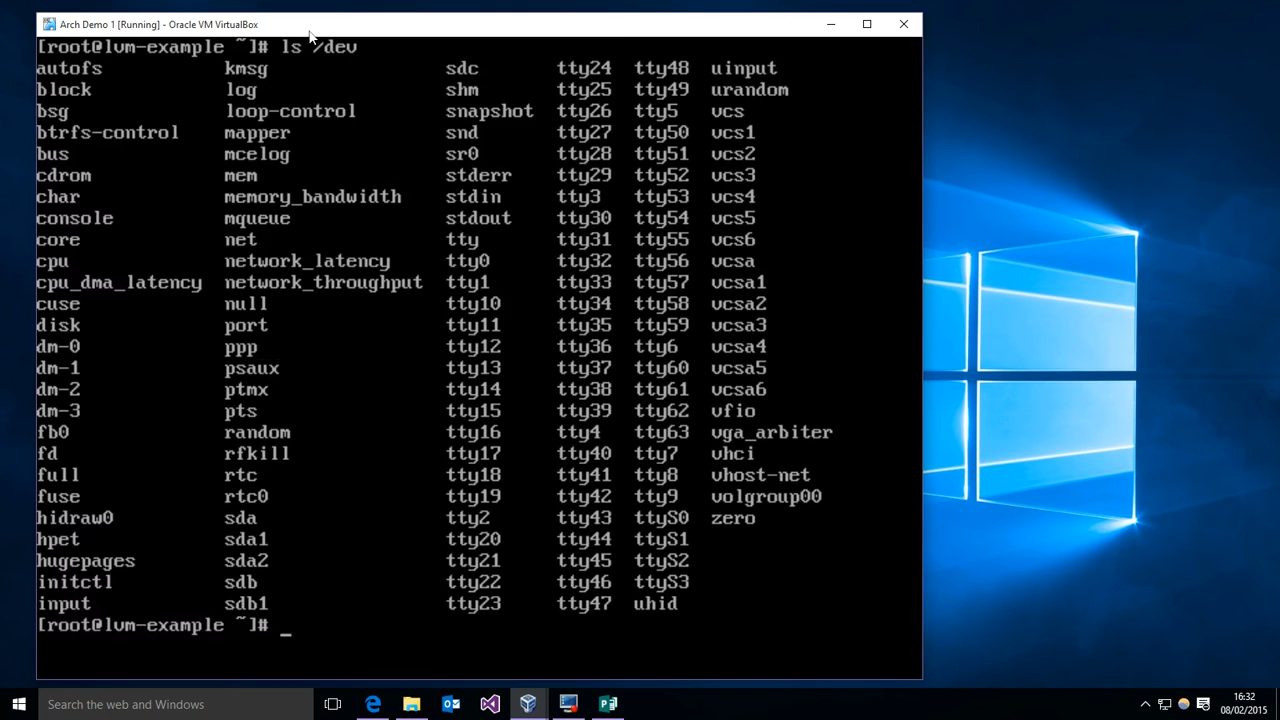 Arch Demo 1 [Running] - Oracle VM VirtualBox
[root@lvm-example ~]# ls /dev
autofs kmsg sdc tty24 tty48 uinput
block log shm tty25 tty49 urandom
bsg loop-control snapshot tty26 tty5 vcs
btrfs-control mapper snd tty27 tty50 vcs1
bus mcelog sr0 tty28 tty51 vcs2
cdrom mem stderr tty29 tty52 vcs3
char memory_bandwidth stdin tty3 tty53 vcs4
console mqueue stdout tty30 tty54 vcs5
core net tty tty31 tty55 vcs6
cpu network_latency tty0 tty32 tty56 vcsa
cpu_dma_latency network_throughput tty1 tty33 tty57 vcsa1
cuse null tty10 tty34 tty58 vcsa2
disk port tty11 tty35 tty59 vcsa3
dm-0 ppp tty12 tty36 tty6 vcsa4
dm-1 psaux tty13 tty37 tty60 vcsa5
dm-2 ptmx tty14 tty38 tty61 vcsa6
dm-3 pts tty15 tty39 tty62 vfio
fb0 random tty16 tty4 tty63 vga_arbiter
fd rfkill tty17 tty40 tty7 vhci
full rtc tty18 tty41 tty8 vhost-net
fuse rtc0 tty19 tty42 tty9 volgroup00
hidraw0 sda tty2 tty43 ttyS0 zero
hpet sda1 tty20 tty44 ttyS1
hugepages sda2 tty21 tty45 ttyS2
initctl sdb tty22 tty46 ttyS3
input sdb1 tty23 tty47 uhid
[root@lvm-example ~]# _
Search the web and Windows
16:32
08/02/2015